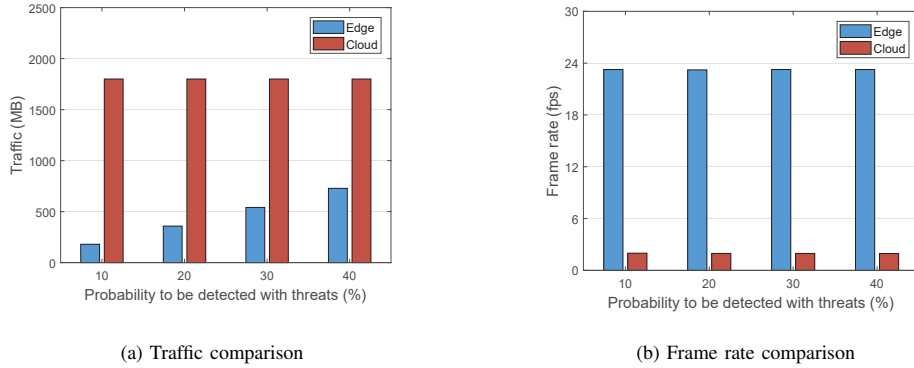 2500
2000
1500
1000
500
0
Traffic (MB)
Edge
Cloud
10 20 30 40
Probability to be detected with threats (%)
(a) Traffic comparison
30
24
18
12
6
0
Frame rate (fps)
Edge
Cloud
10 20 30 40
Probability to be detected with threats (%)
(b) Frame rate comparison